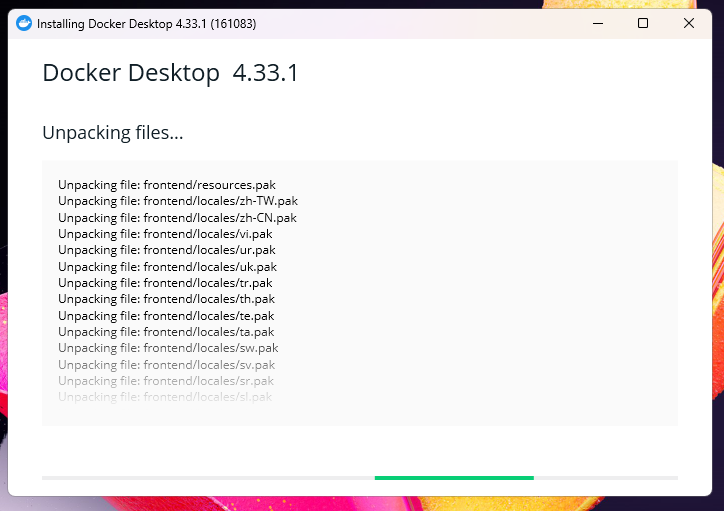 Installing Docker Desktop 4.33.1 (161083)
Docker Desktop 4.33.1
Unpacking files...
Unpacking file: frontend/resources.pak
Unpacking file: frontend/locales/zh-TW.pak
Unpacking file: frontend/locales/zh-CN.pak
Unpacking file: frontend/locales/vi.pak
Unpacking file: frontend/locales/ur.pak
Unpacking file: frontend/locales/uk.pak
Unpacking file: frontend/locales/tr.pak
Unpacking file: frontend/locales/th.pak
Unpacking file: frontend/locales/te.pak
Unpacking file: frontend/locales/ta.pak
Unpacking file: frontend/locales/sw.pak
Unpacking file: frontend/locales/sv.pak
Unpacking file: frontend/locales/sr.pak
Unpacking file: frontend/locales/sl.pak